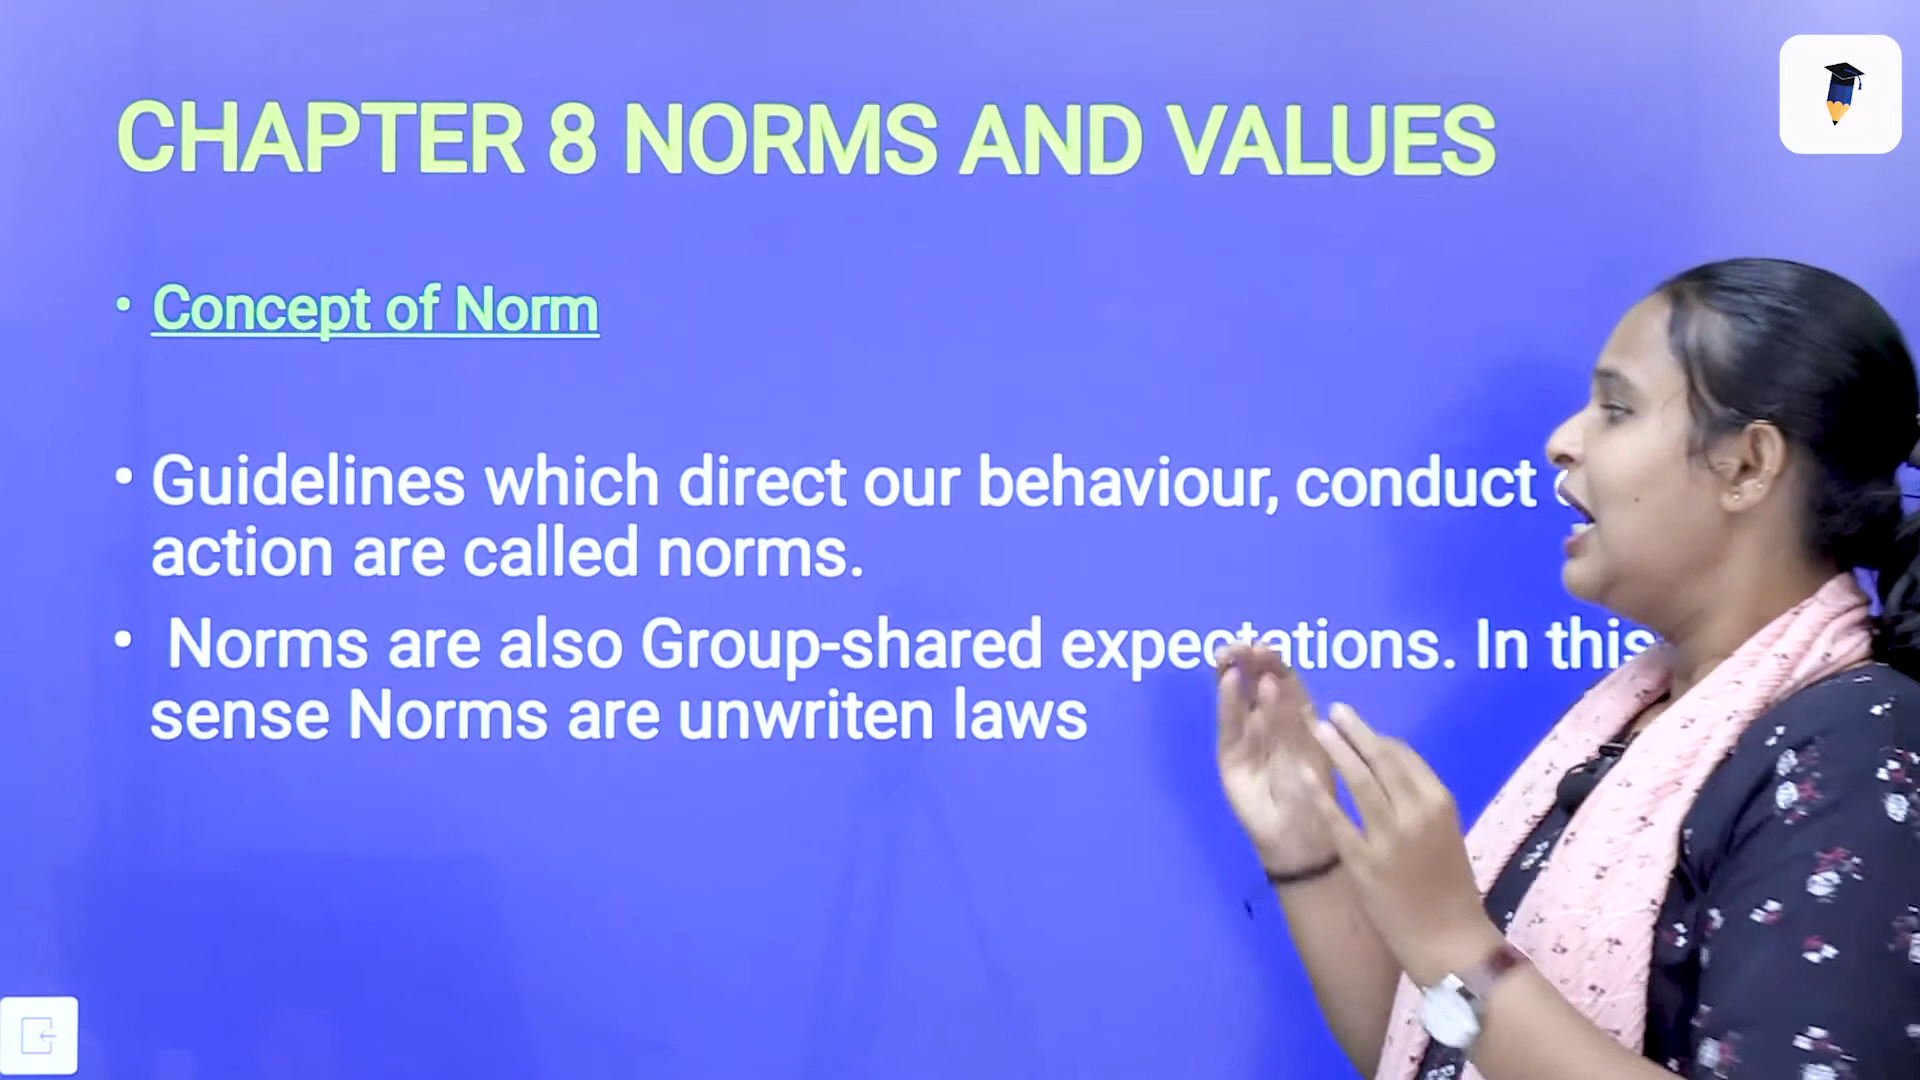 CHAPTER 8 NORMS AND VALUES
• Concept of Norm
• Guidelines which direct our behaviour, conduct
action are called norms.
• Norms are also Group-shared expectations. In this
sense Norms are unwriten laws